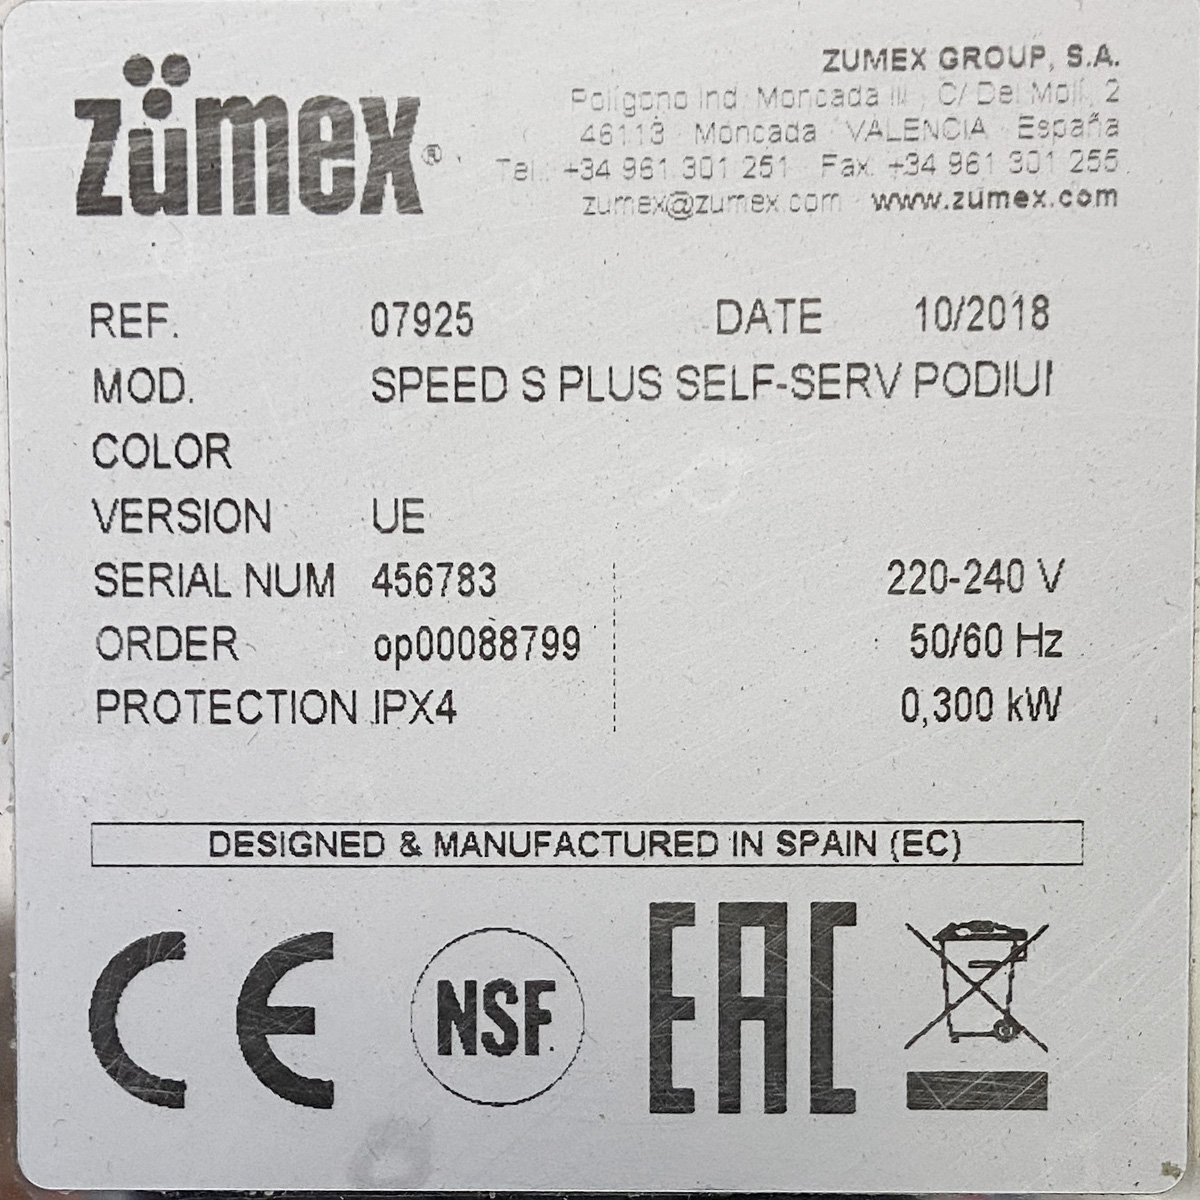 zümex®
ZUMEX GROUP, S.A.
Polígono Ind. Moncada III, C/ Del Molí, 2
46113 Moncada VALENCIA España
Tel.: +34 961 301 251 Fax. +34 961 301 255
zumex@zumex.com www.zumex.com
REF. 07925 DATE 10/2018
MOD. SPEED S PLUS SELF-SERV
COLOR
VERSION UE
SERIAL NUM 456783 220-240 V
ORDER op00088799 50/60 Hz
PROTECTION IPX4 0,300 kW
DESIGNED & MANUFACTURED IN SPAIN (EC)
CE NSF. EAC